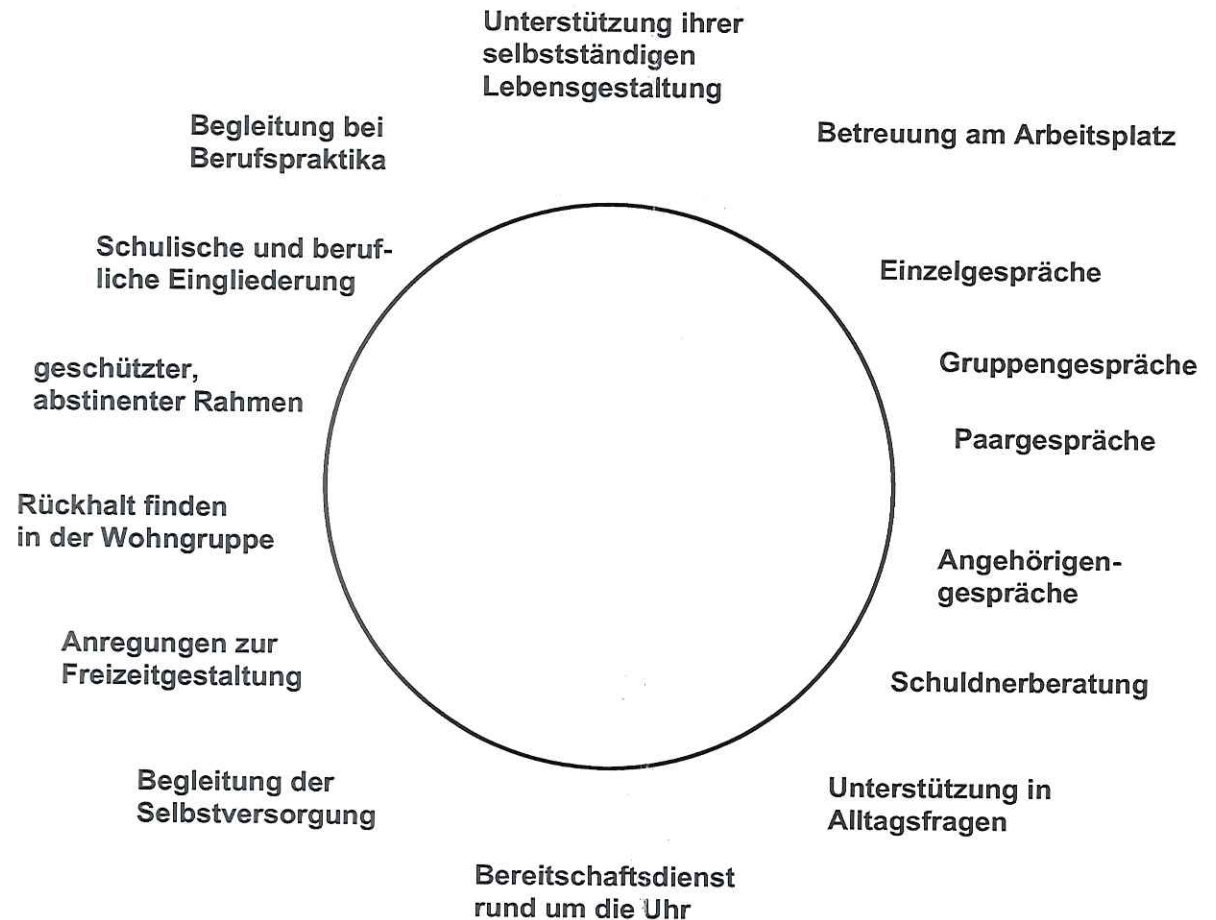 Unterstützung ihrer
selbstständigen
Lebensgestaltung
Betreuung am Arbeitsplatz
Einzelgespräche
Gruppengespräche
Paargespräche
Angehörigen-
gespräche
Schuldnerberatung
Unterstützung in
Alltagsfragen
Bereitschaftsdienst
rund um die Uhr
Begleitung der
Selbstversorgung
Anregungen zur
Freizeitgestaltung
Rückhalt finden
in der Wohngruppe
geschützter,
abstinenter Rahmen
Schulische und beruf-
liche Eingliederung
Begleitung bei
Berufspraktika